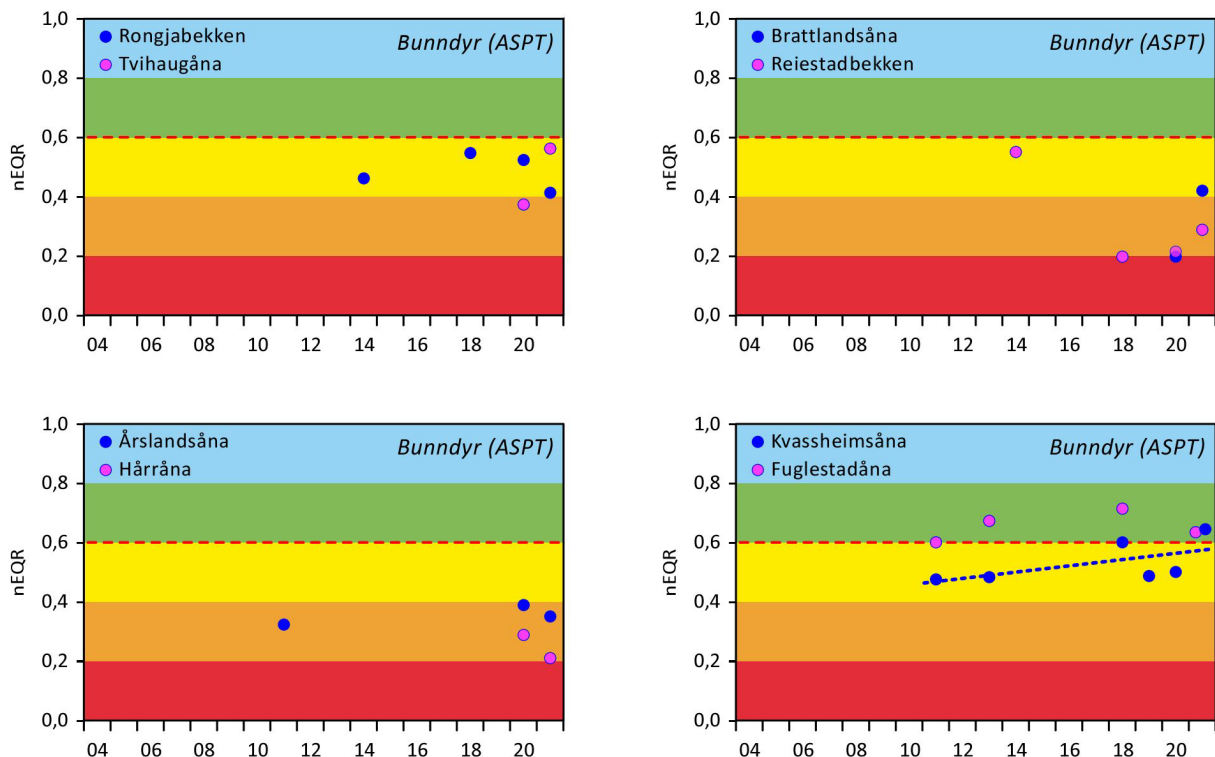 1,0
Rongjabekken
Bunndyr (ASPT)
Tvihaugåna
0,8
0,6
nEQR
0,4
0,2
0,0
04 06 08 10 12 14 16 18 20
1,0
Brattlandsåna
Bunndyr (ASPT)
Reiestadbekken
0,8
0,6
nEQR
0,4
0,2
0,0
04 06 08 10 12 14 16 18 20
1,0
Årslandsåna
Bunndyr (ASPT)
Hårråna
0,8
0,6
nEQR
0,4
0,2
0,0
04 06 08 10 12 14 16 18 20
1,0
Kvassheimsåna
Bunndyr (ASPT)
Fuglestadåna
0,8
0,6
nEQR
0,4
0,2
0,0
04 06 08 10 12 14 16 18 20